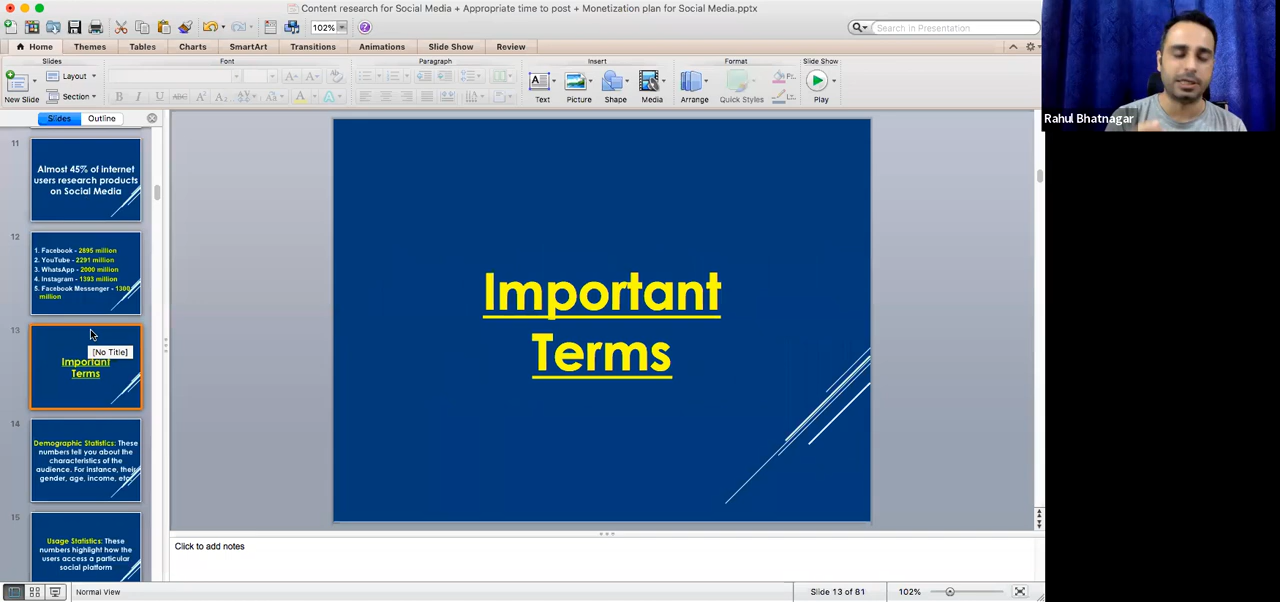 Content research for Social Media + Appropriate time to post + Monetization plan for Social Media.pptx
102%
Search in Presentation
Home Themes Tables Charts SmartArt Transitions Animations Slide Show Review
Slides Font Paragraph Insert Format Slide Show
New Slide
Layout
Section
B I U ABC A² A₂
Text Picture Shape Media Arrange Quick Styles Play
Rahul Bhatnagar
Slides Outline
11
Almost 45% of internet
users research products
on Social Media
12
1. Facebook - 2895 million
2. YouTube - 2291 million
3. WhatsApp - 2000 million
4. Instagram - 1393 million
5. Facebook Messenger - 1300
million
13
[No Title]
Important
Terms
14
Demographic Statistics: These
numbers tell you about the
characteristics of the
audience. For instance, their
gender, age, income, etc
15
Usage Statistics: These
numbers highlight how the
users access a particular
social platform
Important
Terms
Click to add notes
Normal View
Slide 13 of 81
102%